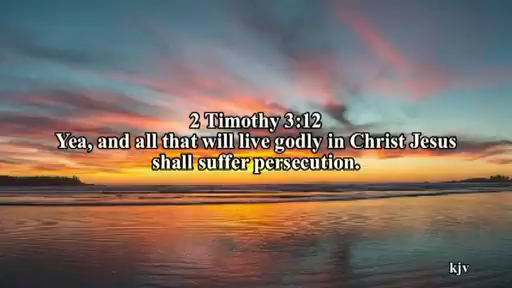 2 Timothy 3:12
Yea, and all that will live godly in Christ Jesus
shall suffer persecution.
kjv